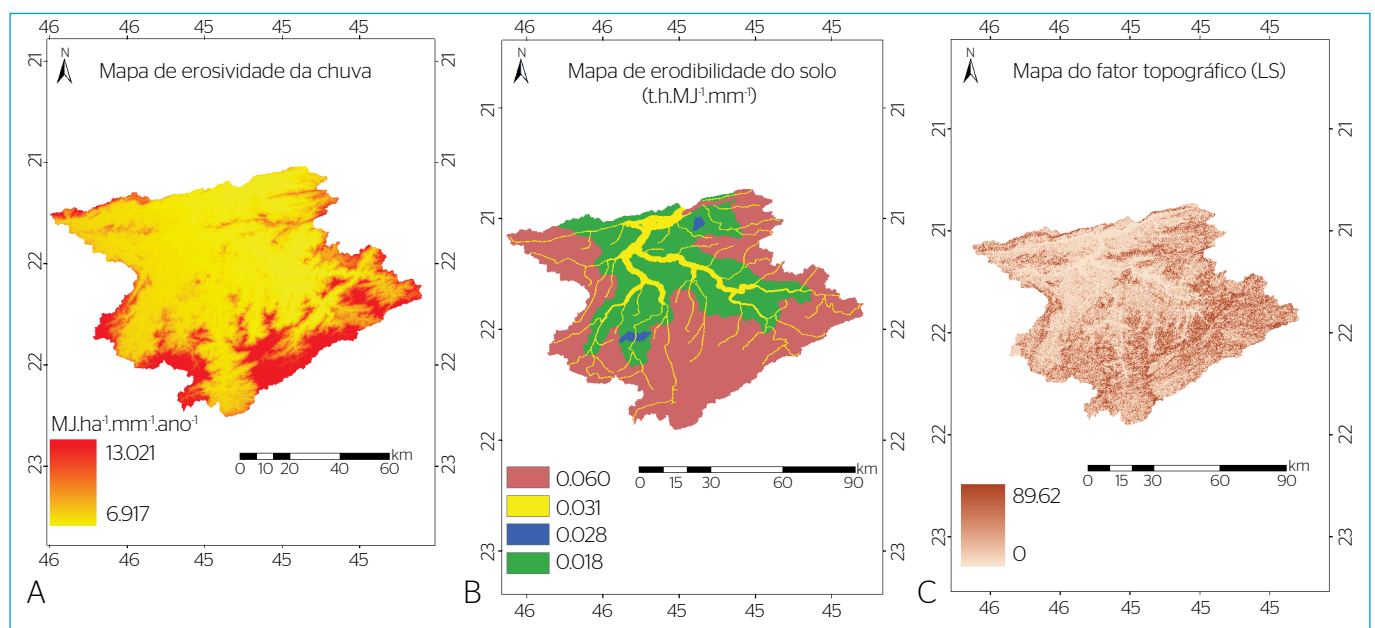 46 46 45 45 45
21 21
N
Mapa de erosividade da chuva
21 21
22 22
22 22
MJ.ha⁻¹.mm⁻¹.ano⁻¹
13.021
6.917
km
0 10 20 40 60
23 23
46 46 45 45 45
A
46 46 45 45 45
N
Mapa de erodibilidade do solo
(t.h.MJ⁻¹.mm⁻¹)
21 21
21 21
22 22
22 22
0.060
0.031
0.028
0.018
km
0 15 30 60 90
23 23
46 46 45 45 45
B
46 46 45 45 45
N
Mapa do fator topográfico (LS)
21 21
21 21
22 22
22 22
89.62
0
km
0 15 30 60 90
23 23
46 46 45 45 45
C